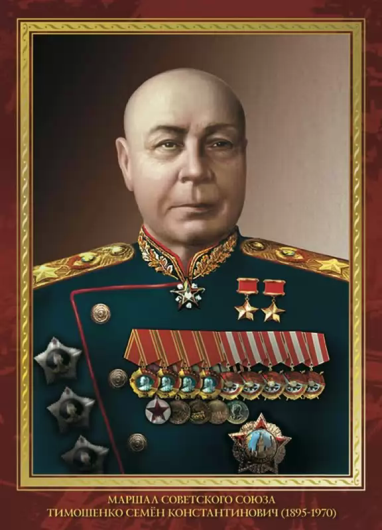 МАРШАЛ СОВЕТСКОГО СОЮЗА
ТИМОШЕНКО СЕМЁН КОНСТАНТИНОВИЧ (1895-1970)